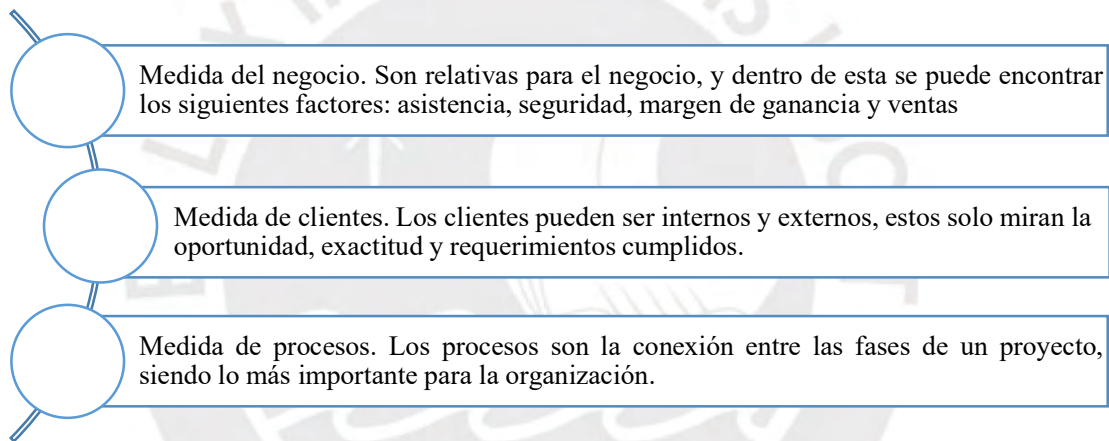 Medida del negocio. Son relativas para el negocio, y dentro de esta se puede encontrar
los siguientes factores: asistencia, seguridad, margen de ganancia y ventas
Medida de clientes. Los clientes pueden ser internos y externos, estos solo miran la
oportunidad, exactitud y requerimientos cumplidos.
Medida de procesos. Los procesos son la conexión entre las fases de un proyecto,
siendo lo más importante para la organización.